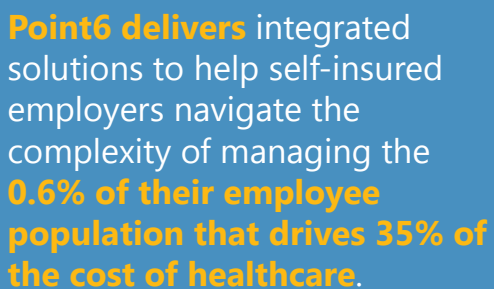 Point6 delivers integrated
solutions to help self-insured
employers navigate the
complexity of managing the
0.6% of their employee
population that drives 35% of
the cost of healthcare.